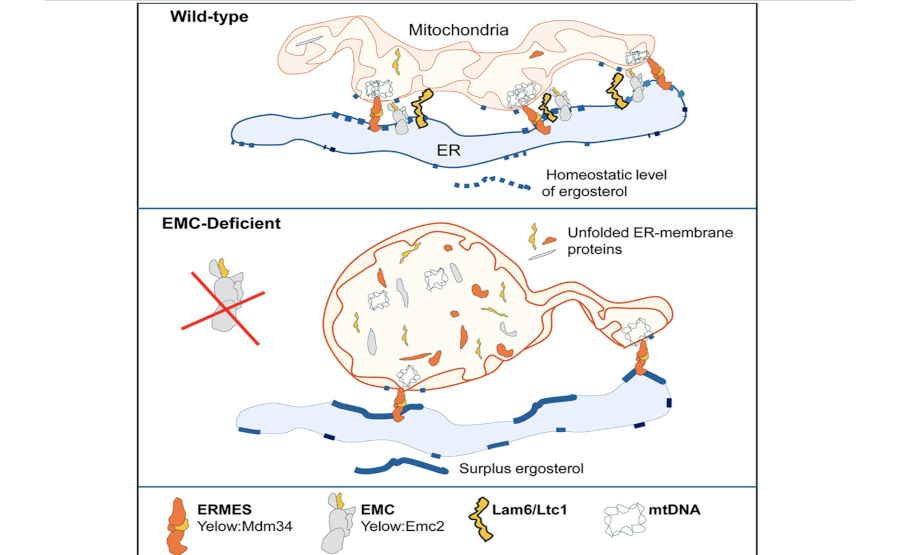 Wild-type
Mitochondria
ER
Homeostatic level
of ergosterol
EMC-Deficient
Unfolded ER-membrane
proteins
Surplus ergosterol
ERMES
Yelow:Mdm34
EMC
Yelow:Emc2
Lam6/Ltc1
mtDNA